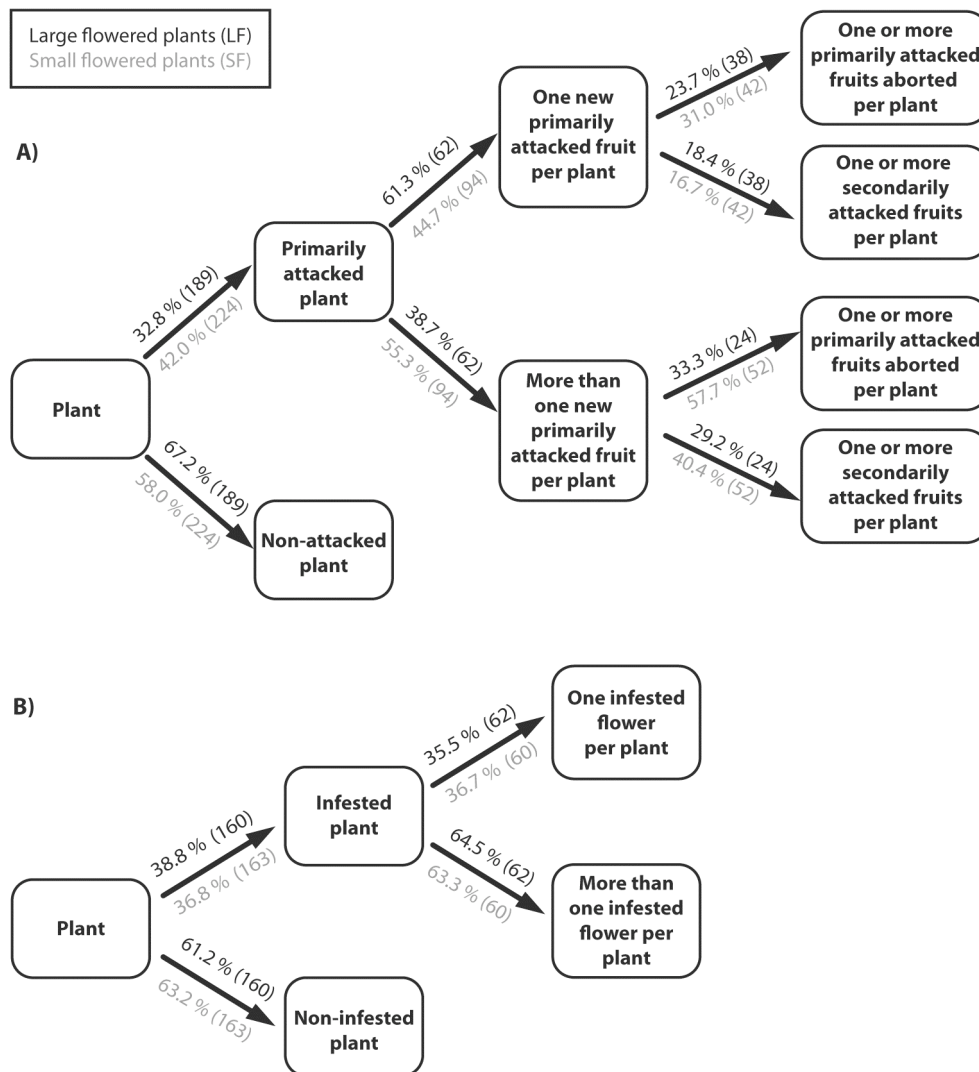 Large flowered plants (LF)
Small flowered plants (SF)
A)
Plant
32.8 % (189)
42.0 % (224)
67.2 % (189)
58.0 % (224)
Primarily
attacked
plant
Non-attacked
plant
61.3 % (62)
44.7 % (94)
38.7 % (62)
55.3 % (94)
One new
primarily
attacked fruit
per plant
More than
one new
primarily
attacked fruit
per plant
23.7 % (38)
31.0 % (42)
18.4 % (38)
16.7 % (42)
33.3 % (24)
57.7 % (52)
29.2 % (24)
40.4 % (52)
One or more
primarily attacked
fruits aborted
per plant
One or more
secondarily
attacked fruits
per plant
One or more
primarily attacked
fruits aborted
per plant
One or more
secondarily
attacked fruits
per plant
B)
Plant
38.8 % (160)
36.8 % (163)
61.2 % (160)
63.2 % (163)
Infested
plant
Non-infested
plant
35.5 % (62)
36.7 % (60)
64.5 % (62)
63.3 % (60)
One infested
flower
per plant
More than
one infested
flower per
plant